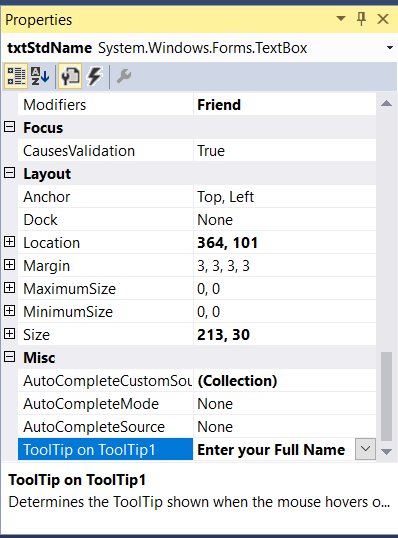 Properties
txtStdName System.Windows.Forms.TextBox
Modifiers Friend
Focus
CausesValidation True
Layout
Anchor Top, Left
Dock None
Location 364, 101
Margin 3, 3, 3, 3
MaximumSize 0, 0
MinimumSize 0, 0
Size 213, 30
Misc
AutoCompleteCustomSou (Collection)
AutoCompleteMode None
AutoCompleteSource None
ToolTip on ToolTip1 Enter your Full Name
ToolTip on ToolTip1
Determines the ToolTip shown when the mouse hovers o...